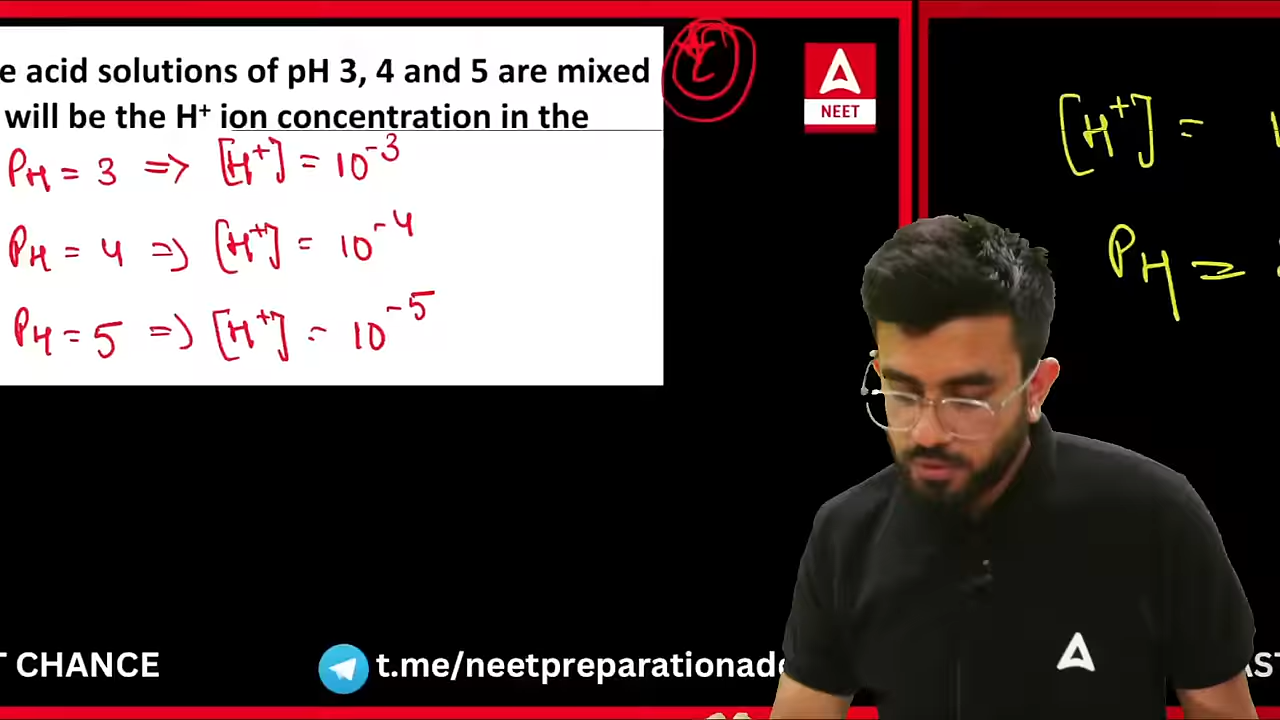 e acid solutions of pH 3, 4 and 5 are mixed
will be the H⁺ ion concentration in the
PH = 3 => [H⁺] = 10⁻³
PH = 4 => [H⁺] = 10⁻⁴
PH = 5 => [H⁺] = 10⁻⁵
NEET
[H⁺] =
PH =
T CHANCE
t.me/neetpreparationad
AST